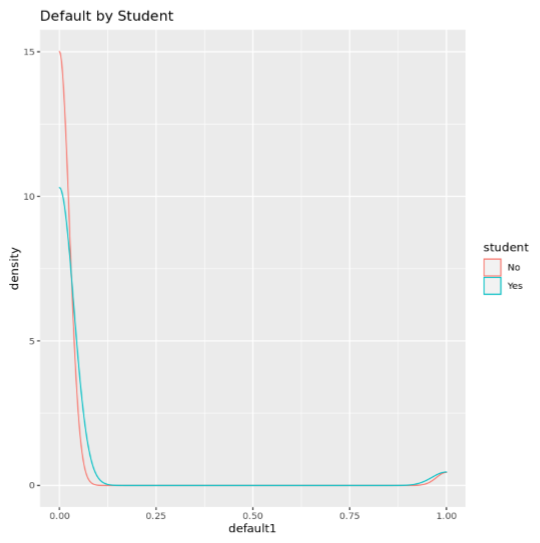 Default by Student
15
10
5
0
density
0.00 0.25 0.50 0.75 1.00
default1
student
No
Yes